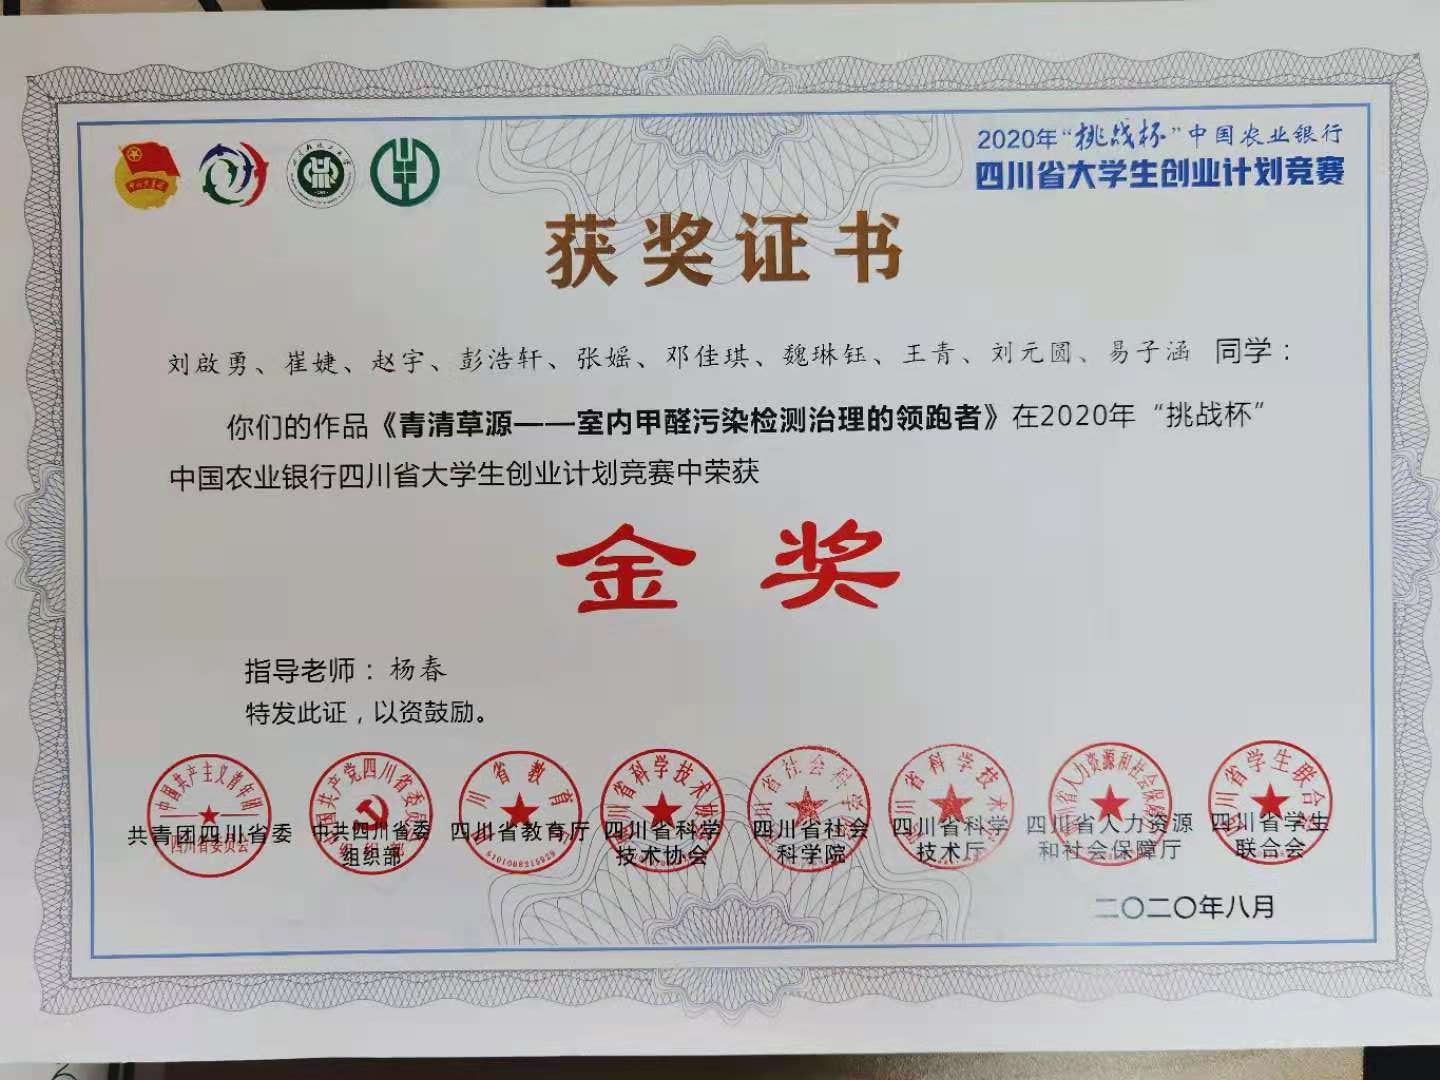 2020年“挑战杯”中国农业银行
四川省大学生创业计划竞赛
获奖证书
刘啟勇、崔婕、赵宇、彭浩轩、张媱、邓佳琪、魏琳钰、王青、刘元圆、易子涵 同学：
你们的作品《青清草源——室内甲醛污染检测治理的领跑者》在2020年“挑战杯”
中国农业银行四川省大学生创业计划竞赛中荣获
金奖
指导老师：杨春
特发此证，以资鼓励。
共青团四川省委
中共四川省委
组织部
四川省教育厅
四川省科学
技术协会
四川省社会
科学院
四川省科学
技术厅
四川省人力资源
和社会保障厅
四川省学生
联合会
二〇二〇年八月